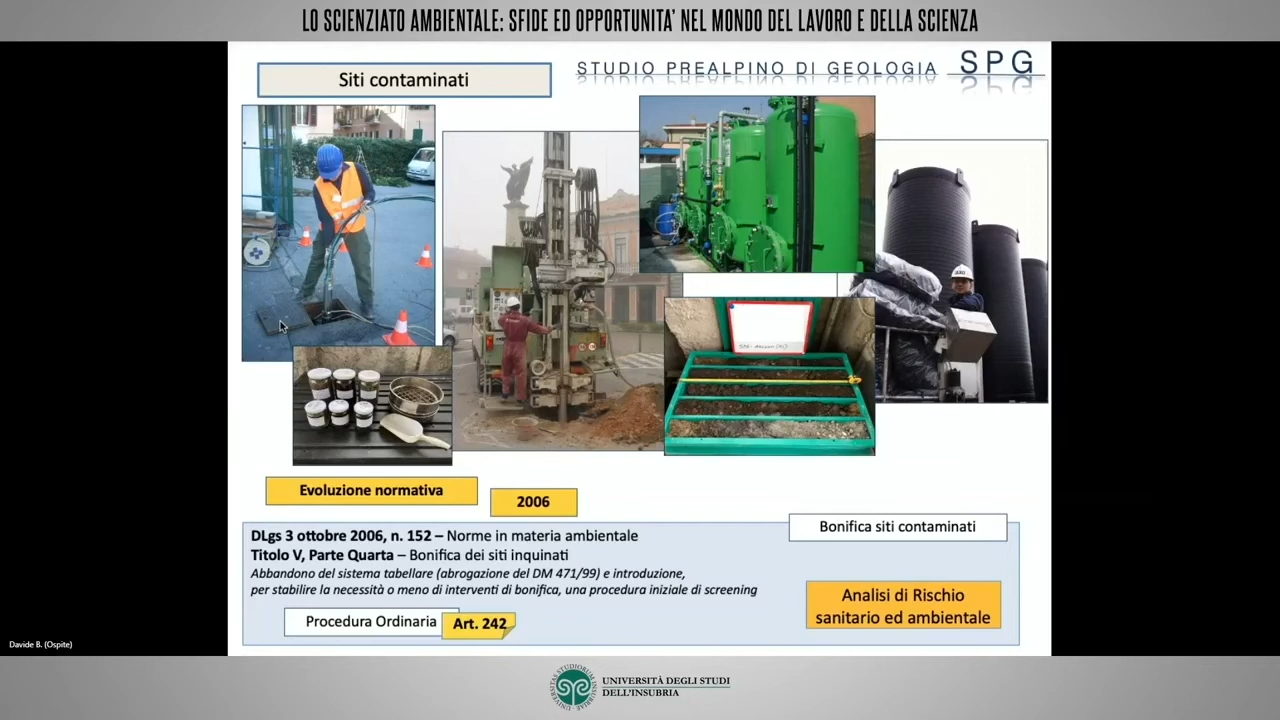 LO SCIENZIATO AMBIENTALE: SFIDE ED OPPORTUNITA' NEL MONDO DEL LAVORO E DELLA SCIENZA
Siti contaminati
STUDIO PREALPINO DI GEOLOGIA SPG
Evoluzione normativa
2006
Bonifica siti contaminati
DLgs 3 ottobre 2006, n. 152 – Norme in materia ambientale
Titolo V, Parte Quarta – Bonifica dei siti inquinati
Abbandono del sistema tabellare (abrogazione del DM 471/99) e introduzione,
per stabilire la necessità o meno di interventi di bonifica, una procedura iniziale di screening
Analisi di Rischio
sanitario ed ambientale
Procedura Ordinaria
Art. 242
Davide B. (Ospite)
UNIVERSITÀ DEGLI STUDI
DELL'INSUBRIA